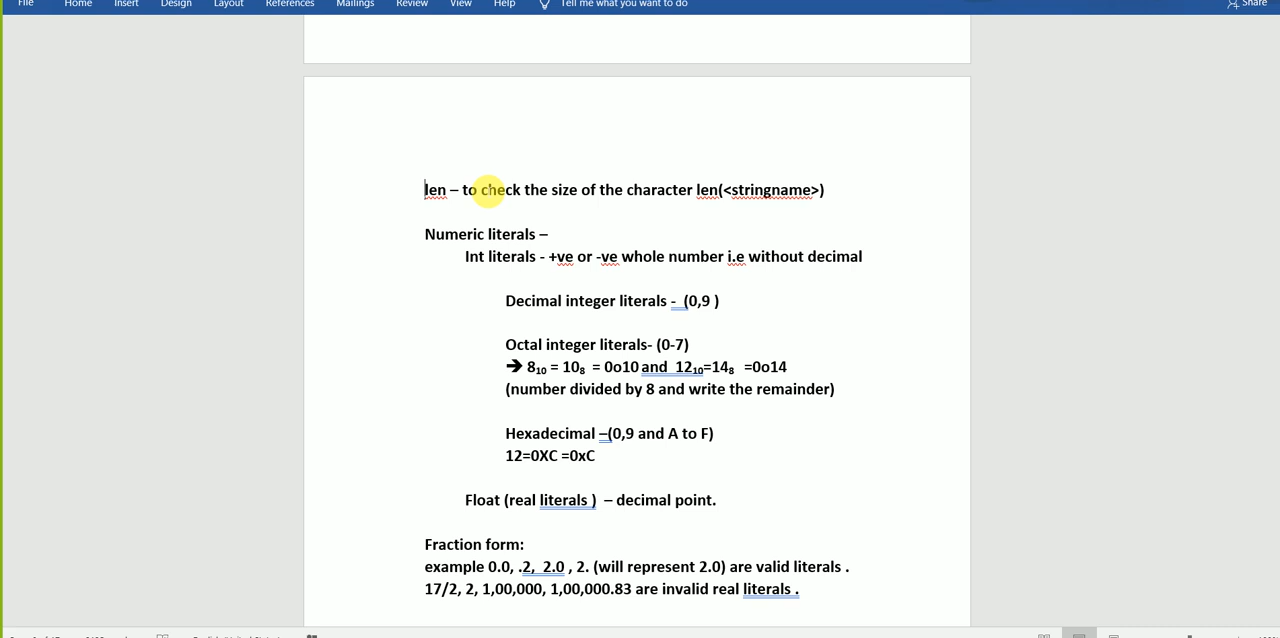 File Home Insert Design Layout References Mailings Review View Help Tell me what you want to do Share
len – to check the size of the character len(<stringname>)
Numeric literals –
Int literals - +ve or -ve whole number i.e without decimal
Decimal integer literals - (0,9 )
Octal integer literals- (0-7)
➔ 8₁₀ = 10₈ = 0o10 and 12₁₀=14₈ =0o14
(number divided by 8 and write the remainder)
Hexadecimal –(0,9 and A to F)
12=0XC =0xC
Float (real literals ) – decimal point.
Fraction form:
example 0.0, .2, 2.0 , 2. (will represent 2.0) are valid literals .
17/2, 2, 1,00,000, 1,00,000.83 are invalid real literals .